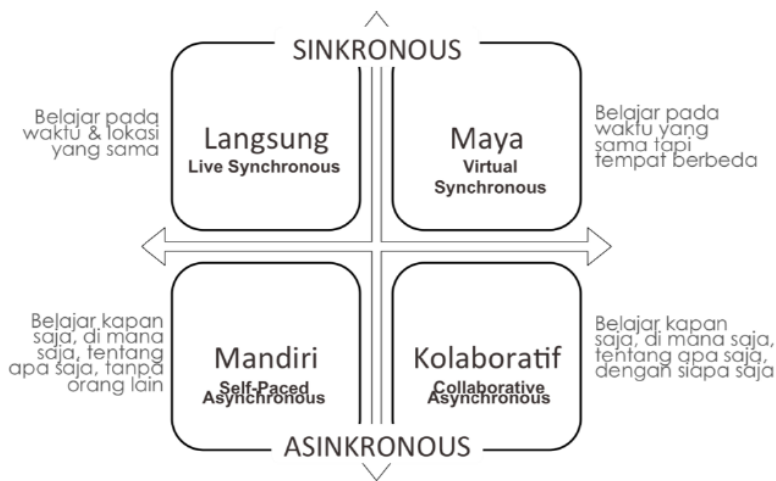 SINKRONOUS
Belajar pada
waktu & lokasi
yang sama
Langsung
Live Synchronous
Maya
Virtual
Synchronous
Belajar pada
waktu yang
sama tapi
tempat berbeda
Belajar kapan
saja, di mana
saja, tentang
apa saja, tanpa
orang lain
Mandiri
Self-Paced
Asynchronous
Kolaboratif
Collaborative
Asynchronous
Belajar kapan
saja, di mana saja,
tentang apa saja,
dengan siapa saja
ASINKRONOUS